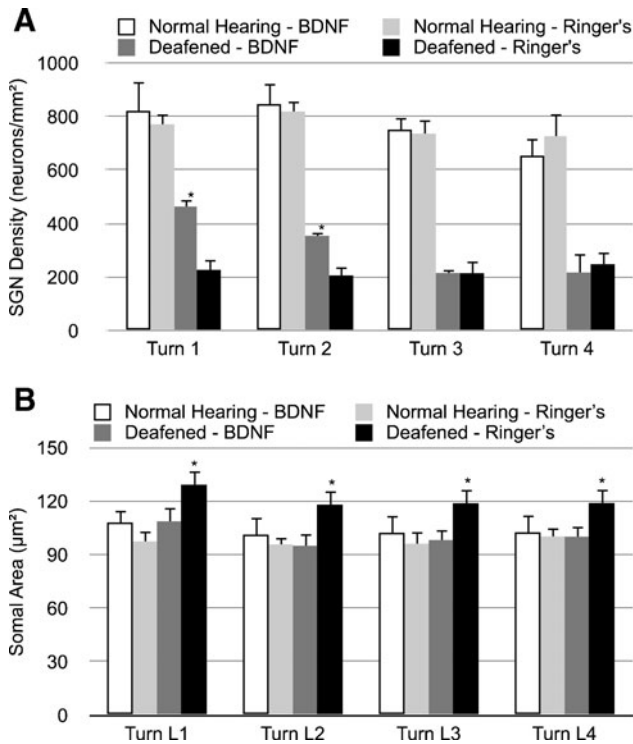 A
Normal Hearing - BDNF Normal Hearing - Ringer's
Deafened - BDNF Deafened - Ringer's
SGN Density (neurons/mm²)
1000
800
600
400
200
0
*
*
Turn 1 Turn 2 Turn 3 Turn 4
B
Normal Hearing - BDNF Normal Hearing - Ringer's
Deafened - BDNF Deafened - Ringer's
Somal Area (µm²)
150
120
90
60
30
0
* * * *
Turn L1 Turn L2 Turn L3 Turn L4